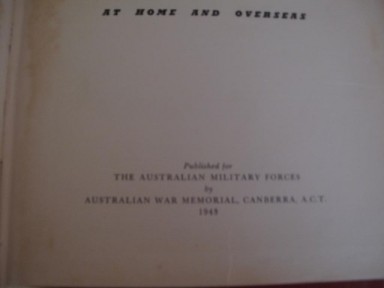 AT HOME AND OVERSEAS
Published for
THE AUSTRALIAN MILITARY FORCES
by
AUSTRALIAN WAR MEMORIAL, CANBERRA, A.C.T.
1945